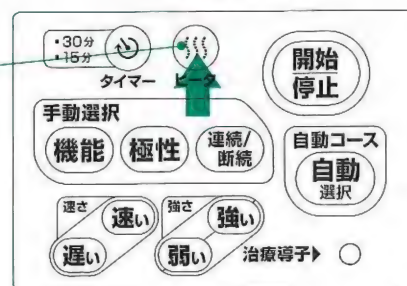 ・30分
・15分
タイマー
ヒータ
開始
停止
手動選択
機能
極性
連続/
断続
自動コース
自動
選択
速さ
速い
遅い
強さ
強い
弱い
治療導子▶